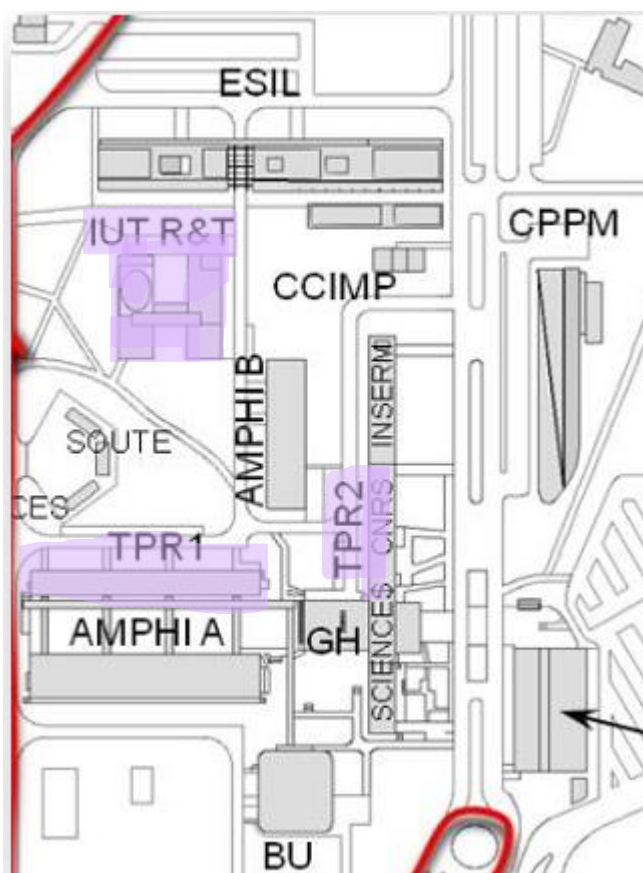 ESIL
IUT R&T
CPPM
CCIMP
INSERM
AMPHI B
SOUTE
CES
TPR2
CNRS
TPR1
AMPHI A
GH
SCIENCES
BU